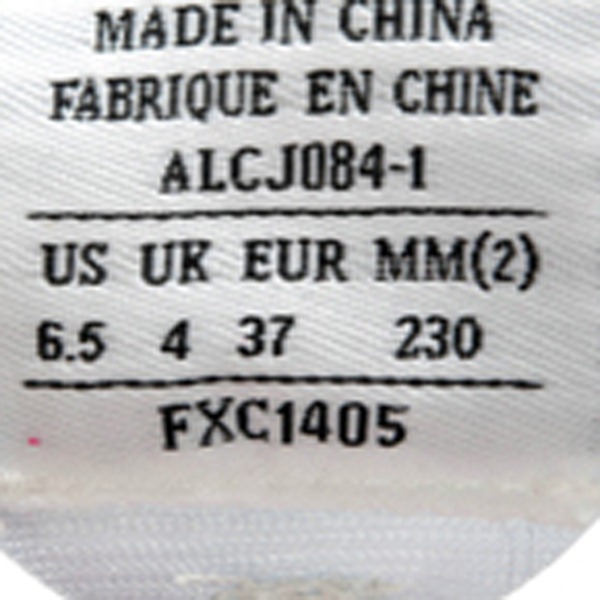 MADE IN CHINA
FABRIQUE EN CHINE
ALCJ084-1
US UK EUR MM(2)
6.5 4 37 230
FXC1405